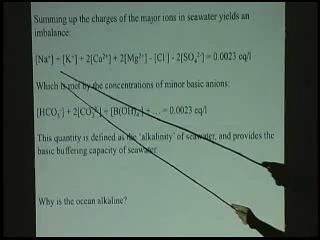 Summing up the charges of the major ions in seawater yields an
imbalance:
[Na⁺] + [K⁺] + 2[Ca²⁺] + 2[Mg²⁺] - [Cl⁻] - 2[SO₄²⁻] = 0.0023 eq/l
Which is met by the concentrations of minor basic anions:
[HCO₃⁻] + 2[CO₃²⁻] + [B(OH)₄⁻] + ... = 0.0023 eq/l
This quantity is defined as the 'alkalinity' of seawater, and provides the
basic buffering capacity of seawater.
Why is the ocean alkaline?